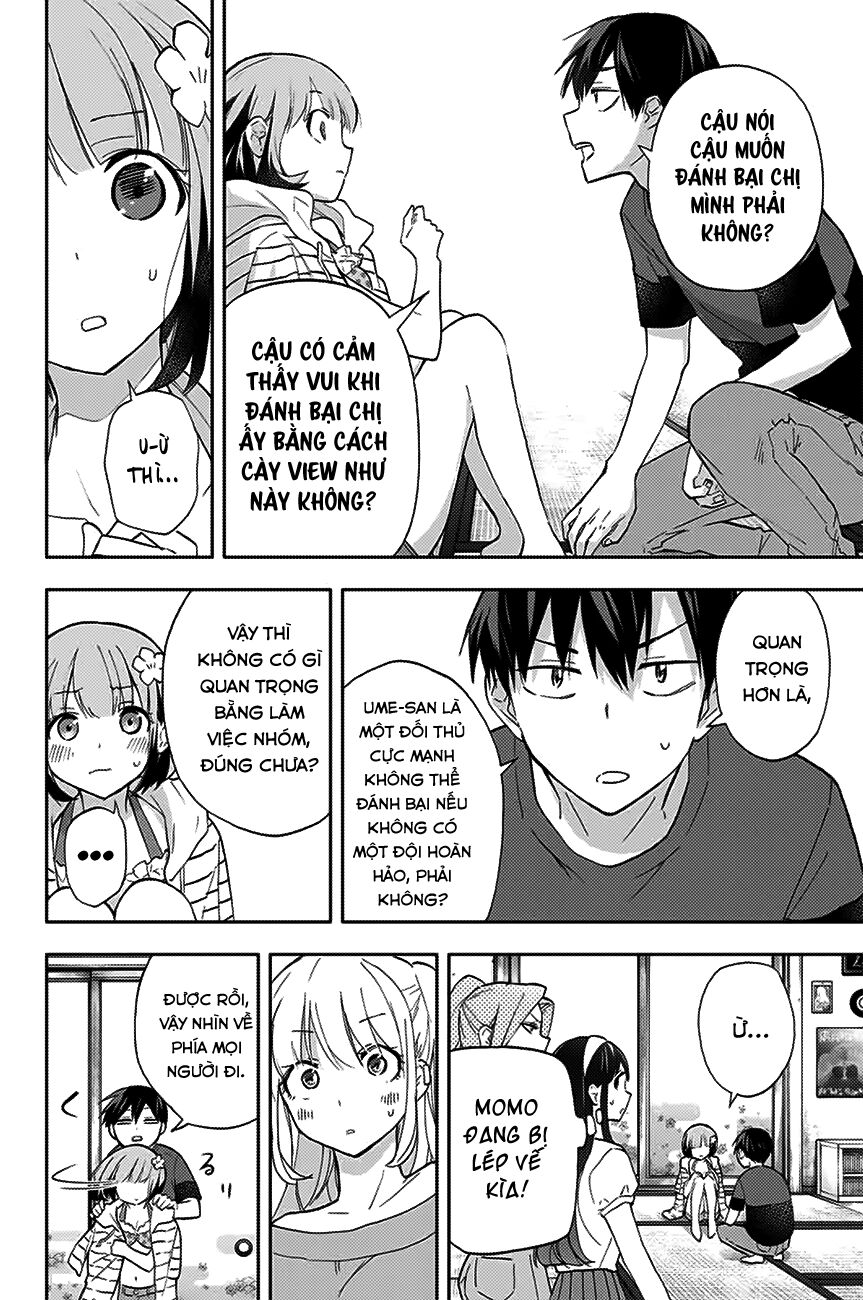 CẬU NÓI
CẬU MUỐN
ĐÁNH BẠI CHỊ
MÌNH PHẢI
KHÔNG?
CẬU CÓ CẢM
THẤY VUI KHI
ĐÁNH BẠI CHỊ
ẤY BẰNG CÁCH
CÀY VIEW NHƯ
NÀY KHÔNG?
U-Ừ
THÌ...
QUAN
TRỌNG
HƠN LÀ,
UME-SAN LÀ
MỘT ĐỐI THỦ
CỰC MẠNH
KHÔNG THỂ
ĐÁNH BẠI NẾU
KHÔNG CÓ
MỘT ĐỘI HOÀN
HẢO, PHẢI
KHÔNG?
VẬY THÌ
KHÔNG CÓ GÌ
QUAN TRỌNG
BẰNG LÀM
VIỆC NHÓM,
ĐÚNG CHƯA?
...
Ừ...
MOMO
ĐANG BỊ
LÉP VẾ
KÌA!
ĐƯỢC RỒI,
VẬY NHÌN VỀ
PHÍA MỌI
NGƯỜI ĐI.